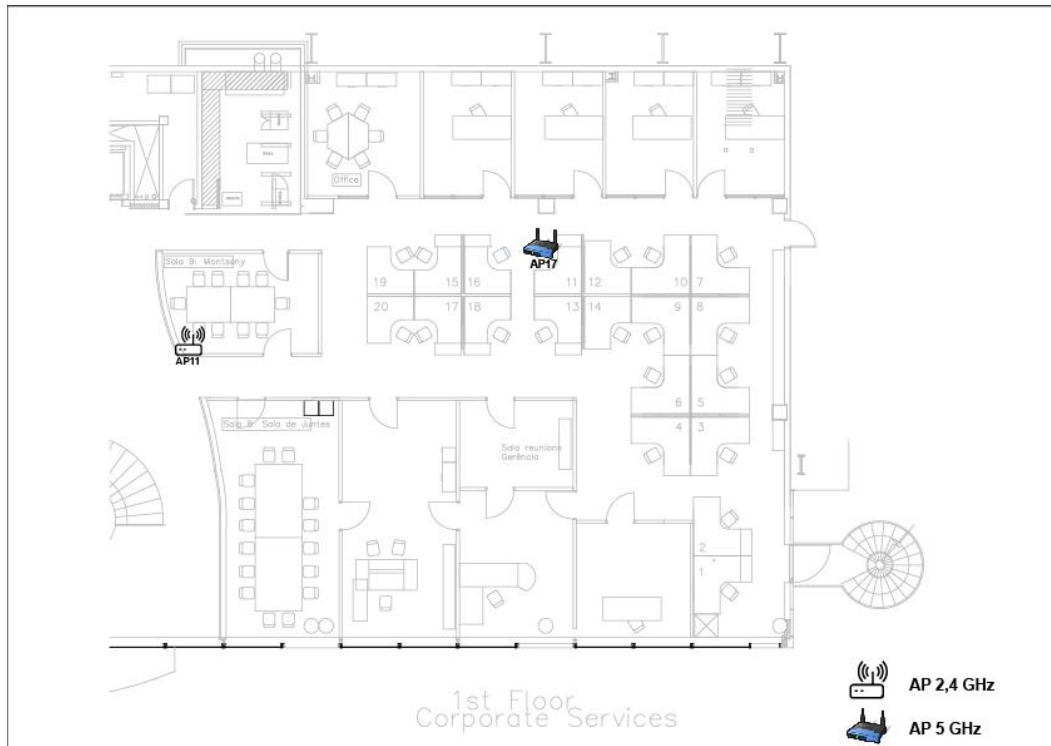 Office
AP17
Sala 9: Montseny
19
15
16
11
12
10
7
20
17
18
13
14
9
8
AP11
6
5
4
3
Sala 8: Sala de Juntes
Sala reunions
Gerència
2
1
1st Floor
Corporate Services
AP 2,4 GHz
AP 5 GHz